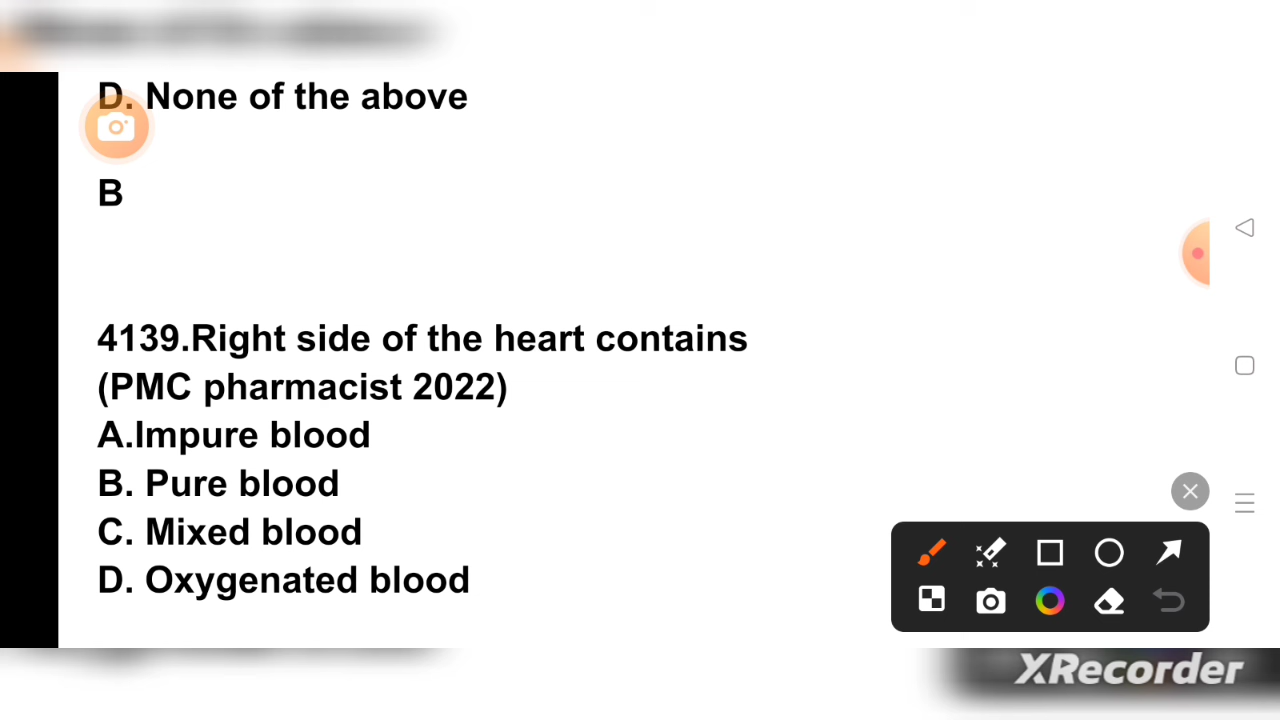 D. None of the above
B
4139.Right side of the heart contains
(PMC pharmacist 2022)
A.Impure blood
B. Pure blood
C. Mixed blood
D. Oxygenated blood
XRecorder